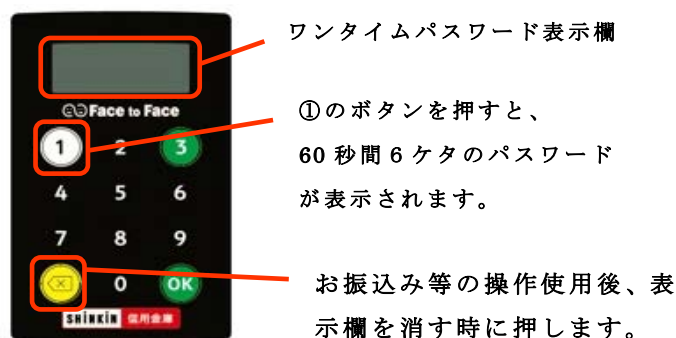 ワンタイムパスワード表示欄
Face to Face
①のボタンを押すと、
60秒間6ケタのパスワード
が表示されます。
1 2 3
4 5 6
7 8 9
0 OK
SHiNKiN 信用金庫
お振込み等の操作使用後、表
示欄を消す時に押します。